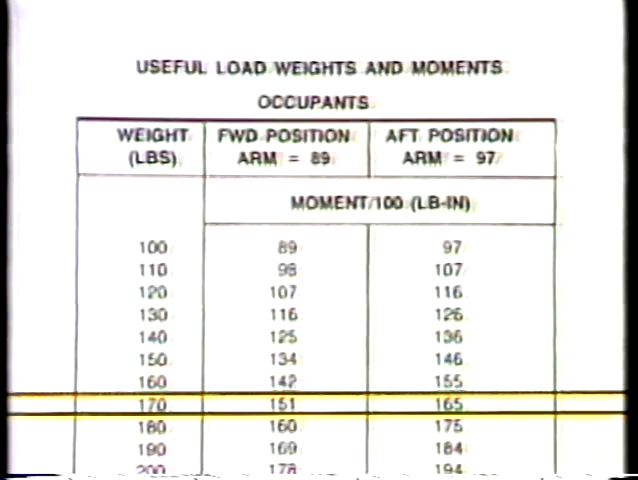 USEFUL LOAD WEIGHTS AND MOMENTS
OCCUPANTS
WEIGHT (LBS)
FWD POSITION ARM = 89
AFT POSITION ARM = 97
MOMENT/100 (LB-IN)
100 89 97
110 98 107
120 107 116
130 116 126
140 125 136
150 134 146
160 142 155
170 151 165
180 160 175
190 169 184
200 178 194